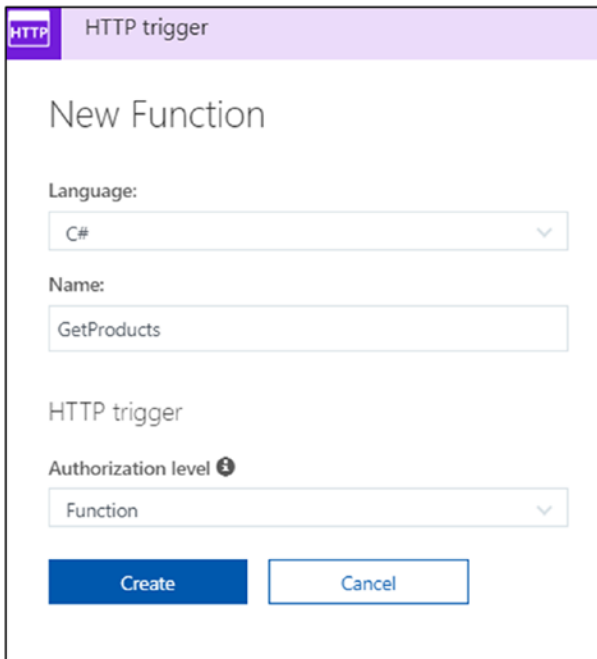 HTTP
HTTP trigger
New Function
Language:
C#
Name:
GetProducts
HTTP trigger
Authorization level
Function
Create Cancel